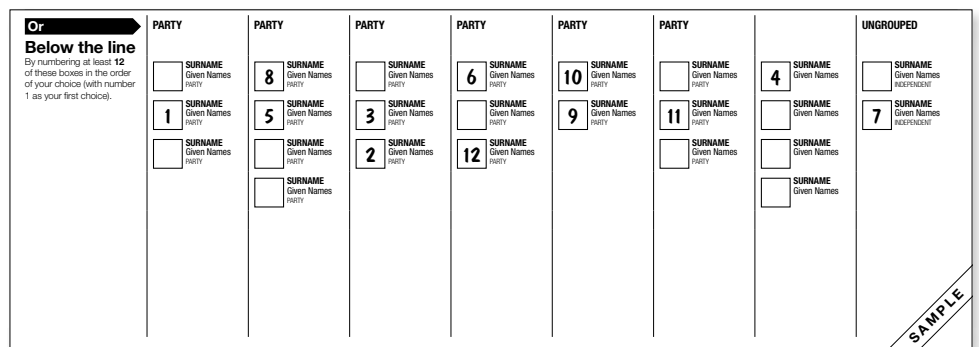 Or
Below the line
By numbering at least 12
of these boxes in the order
of your choice (with number
1 as your first choice).
PARTY
SURNAME
Given Names
PARTY
1 SURNAME
Given Names
PARTY
SURNAME
Given Names
PARTY
PARTY
8 SURNAME
Given Names
PARTY
5 SURNAME
Given Names
PARTY
SURNAME
Given Names
PARTY
SURNAME
Given Names
PARTY
PARTY
SURNAME
Given Names
PARTY
3 SURNAME
Given Names
PARTY
2 SURNAME
Given Names
PARTY
PARTY
6 SURNAME
Given Names
PARTY
SURNAME
Given Names
PARTY
12 SURNAME
Given Names
PARTY
PARTY
10 SURNAME
Given Names
PARTY
9 SURNAME
Given Names
PARTY
PARTY
SURNAME
Given Names
PARTY
11 SURNAME
Given Names
PARTY
SURNAME
Given Names
PARTY
4 SURNAME
Given Names
SURNAME
Given Names
SURNAME
Given Names
SURNAME
Given Names
UNGROUPED
SURNAME
Given Names
INDEPENDENT
7 SURNAME
Given Names
INDEPENDENT
SAMPLE